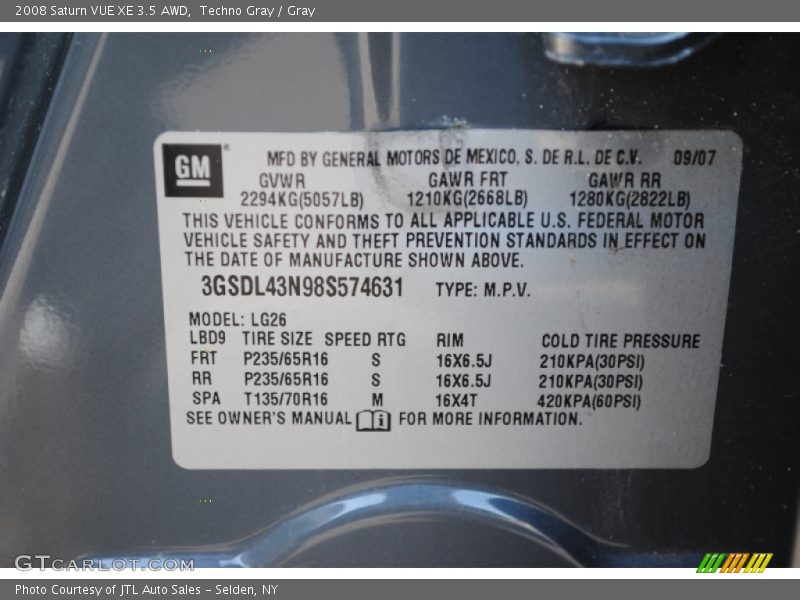 2008 Saturn VUE XE 3.5 AWD,  Techno Gray / Gray
GM® MFD BY GENERAL MOTORS DE MEXICO, S. DE R.L. DE C.V. 09/07
GVWR GAWR FRT GAWR RR
2294KG(5057LB) 1210KG(2668LB) 1280KG(2822LB)
THIS VEHICLE CONFORMS TO ALL APPLICABLE U.S. FEDERAL MOTOR
VEHICLE SAFETY AND THEFT PREVENTION STANDARDS IN EFFECT ON
THE DATE OF MANUFACTURE SHOWN ABOVE.
3GSDL43N98S574631 TYPE: M.P.V.
MODEL: LG26
LBD9 TIRE SIZE SPEED RTG RIM COLD TIRE PRESSURE
FRT P235/65R16 S 16X6.5J 210KPA(30PSI)
RR P235/65R16 S 16X6.5J 210KPA(30PSI)
SPA T135/70R16 M 16X4T 420KPA(60PSI)
SEE OWNER'S MANUAL i FOR MORE INFORMATION.
GTCARLOT.COM
Photo Courtesy of JTL Auto Sales – Selden, NY